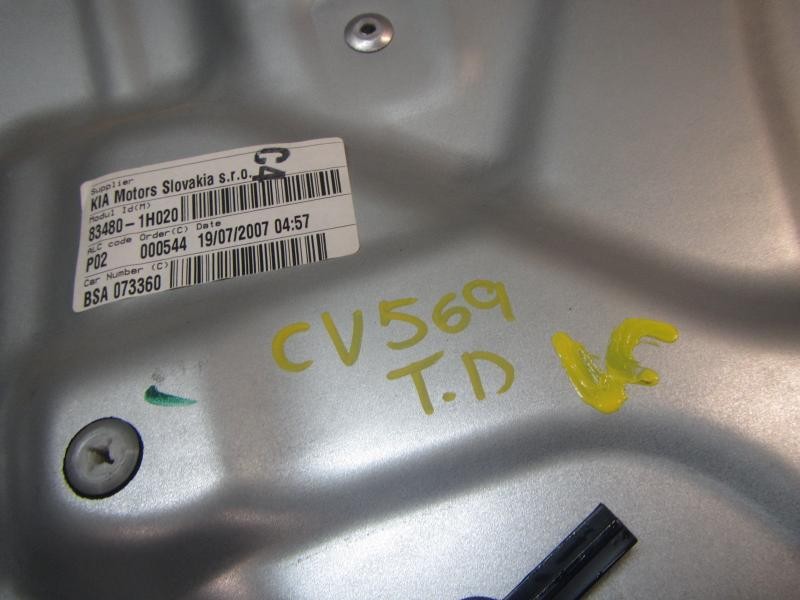 Supplier
KIA Motors Slovakia s.r.o.
C4
Modul Id(M)
83480-1H020
ALC code Order(C) Date
P02 000544 19/07/2007 04:57
Car Number (C)
BSA 073360
CV569
T.D